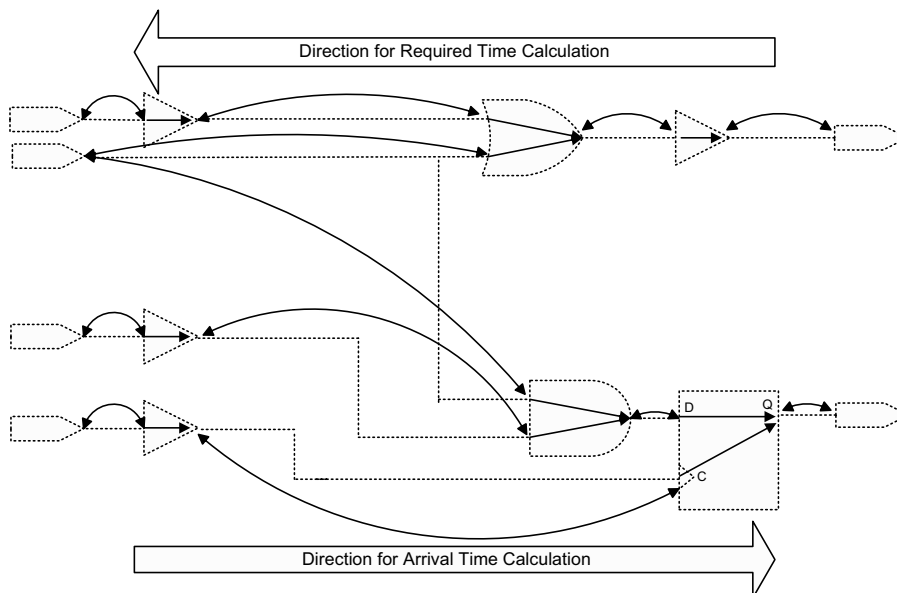 Direction for Required Time Calculation
D
Q
C
Direction for Arrival Time Calculation